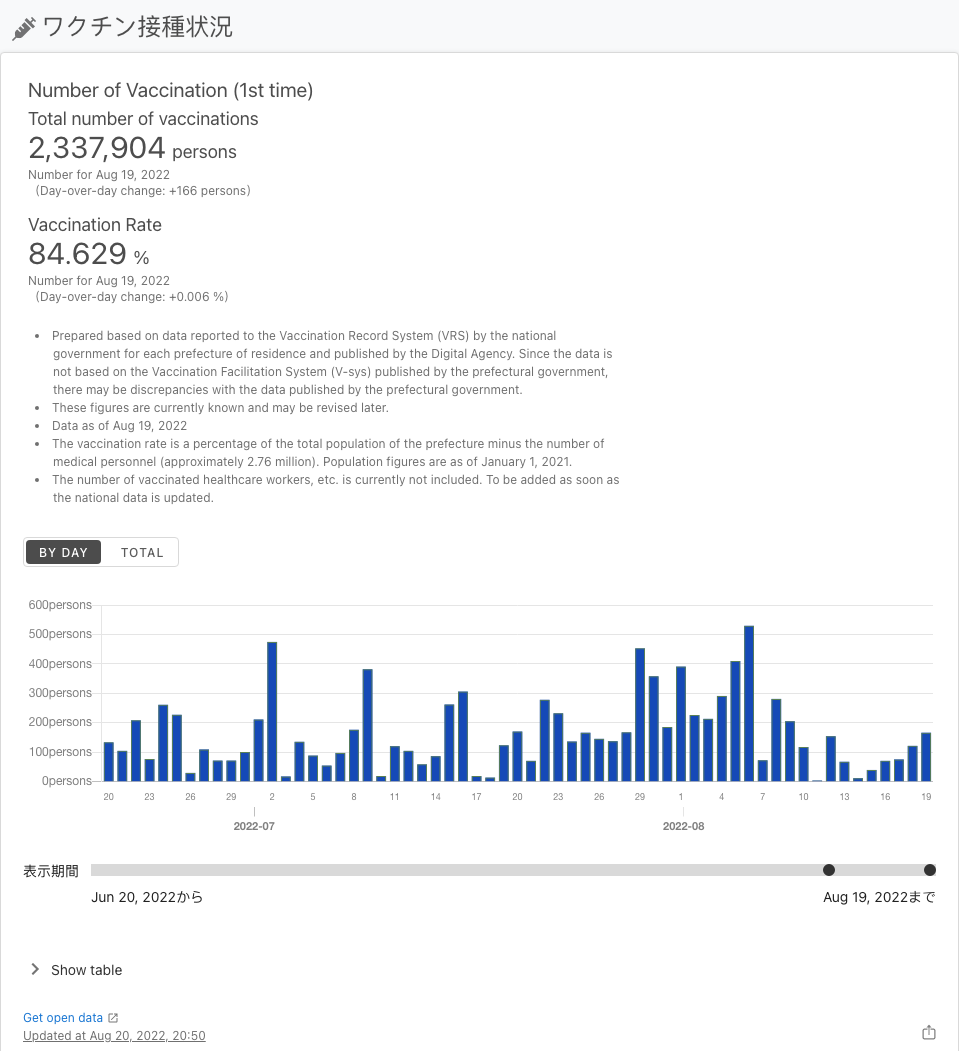 ワクチン接種状況
Number of Vaccination (1st time)
Total number of vaccinations
2,337,904 persons
Number for Aug 19, 2022
(Day-over-day change: +166 persons)
Vaccination Rate
84.629 %
Number for Aug 19, 2022
(Day-over-day change: +0.006 %)
• Prepared based on data reported to the Vaccination Record System (VRS) by the national
government for each prefecture of residence and published by the Digital Agency. Since the data is
not based on the Vaccination Facilitation System (V-sys) published by the prefectural government,
there may be discrepancies with the data published by the prefectural government.
• These figures are currently known and may be revised later.
• Data as of Aug 19, 2022
• The vaccination rate is a percentage of the total population of the prefecture minus the number of
medical personnel (approximately 2.76 million). Population figures are as of January 1, 2021.
• The number of vaccinated healthcare workers, etc. is currently not included. To be added as soon as
the national data is updated.
BY DAY TOTAL
600persons
500persons
400persons
300persons
200persons
100persons
0persons
20 23 26 29 2 5 8 11 14 17 20 23 26 29 1 4 7 10 13 16 19
2022-07 2022-08
表示期間
Jun 20, 2022から Aug 19, 2022まで
Show table
Get open data
Updated at Aug 20, 2022, 20:50